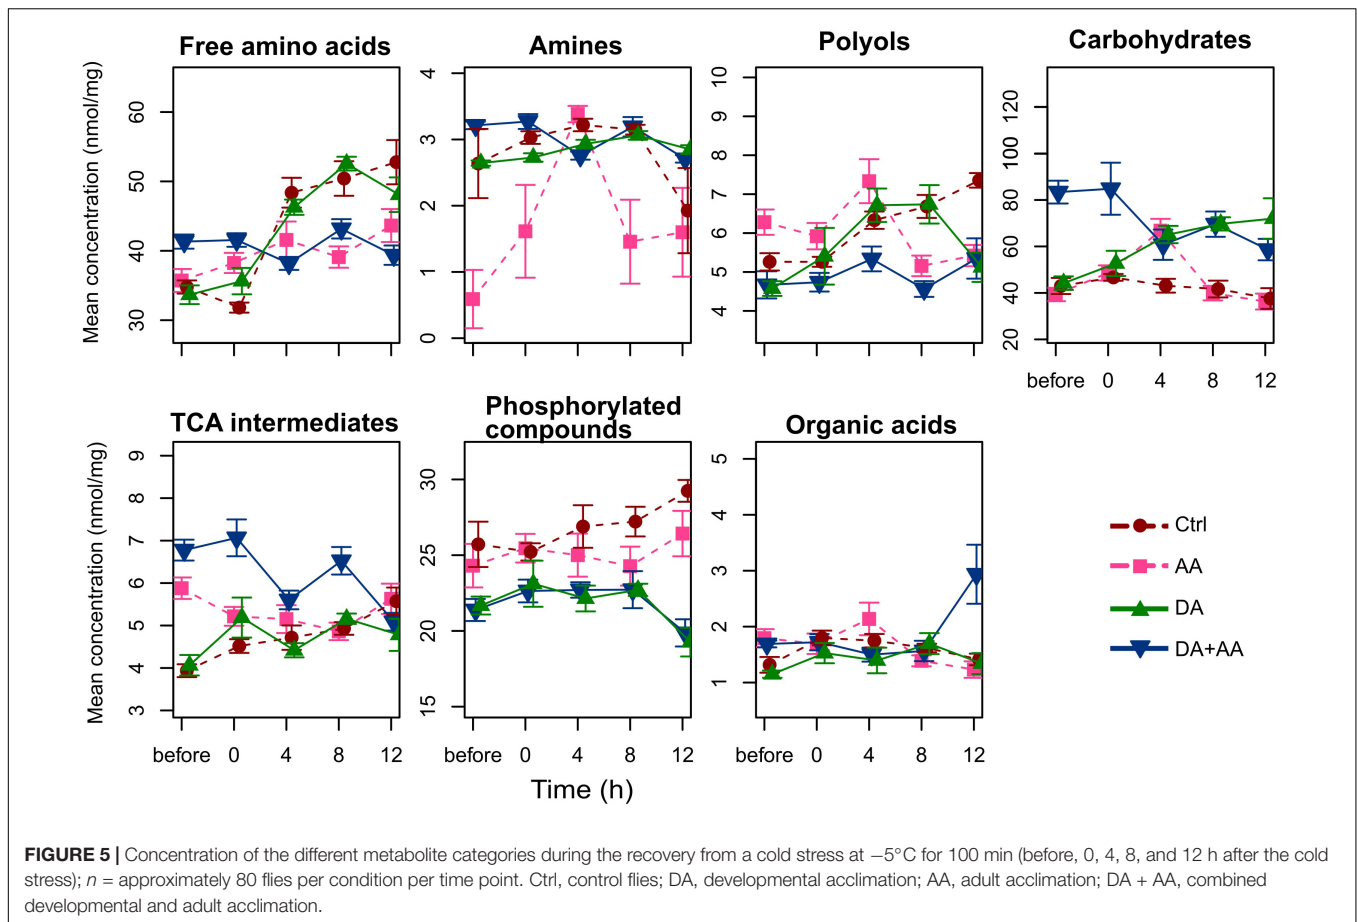 Free amino acids
Amines
Polyols
Carbohydrates
Mean concentration (nmol/mg)
30
40
50
60
0
1
2
3
4
4
5
6
7
8
9
10
20
40
60
80
100
120
before 0 4 8 12
TCA intermediates
Phosphorylated
compounds
Organic acids
Mean concentration (nmol/mg)
3
4
5
6
7
8
9
15
20
25
30
1
2
3
4
5
before 0 4 8 12
before 0 4 8 12
before 0 4 8 12
Time (h)
Ctrl
AA
DA
DA+AA
FIGURE 5 | Concentration of the different metabolite categories during the recovery from a cold stress at −5°C for 100 min (before, 0, 4, 8, and 12 h after the cold
stress); n = approximately 80 flies per condition per time point. Ctrl, control flies; DA, developmental acclimation; AA, adult acclimation; DA + AA, combined
developmental and adult acclimation.